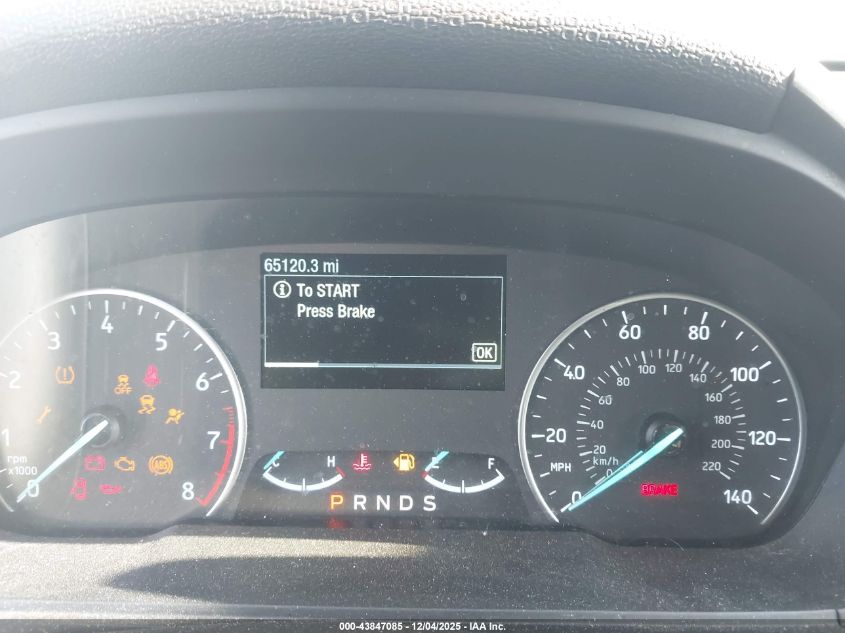 65120.3 mi
To START
Press Brake
OK
0 1 2 3 4 5 6 7 8
rpm
x1000
OFF
ABS
C H
E F
P R N D S
0 20 40 60 80 100 120 140
MPH
0 20 40 60 80 100 120 140 160 180 200 220
km/h
BRAKE
000-43847085 - 12/04/2025 - IAA Inc.